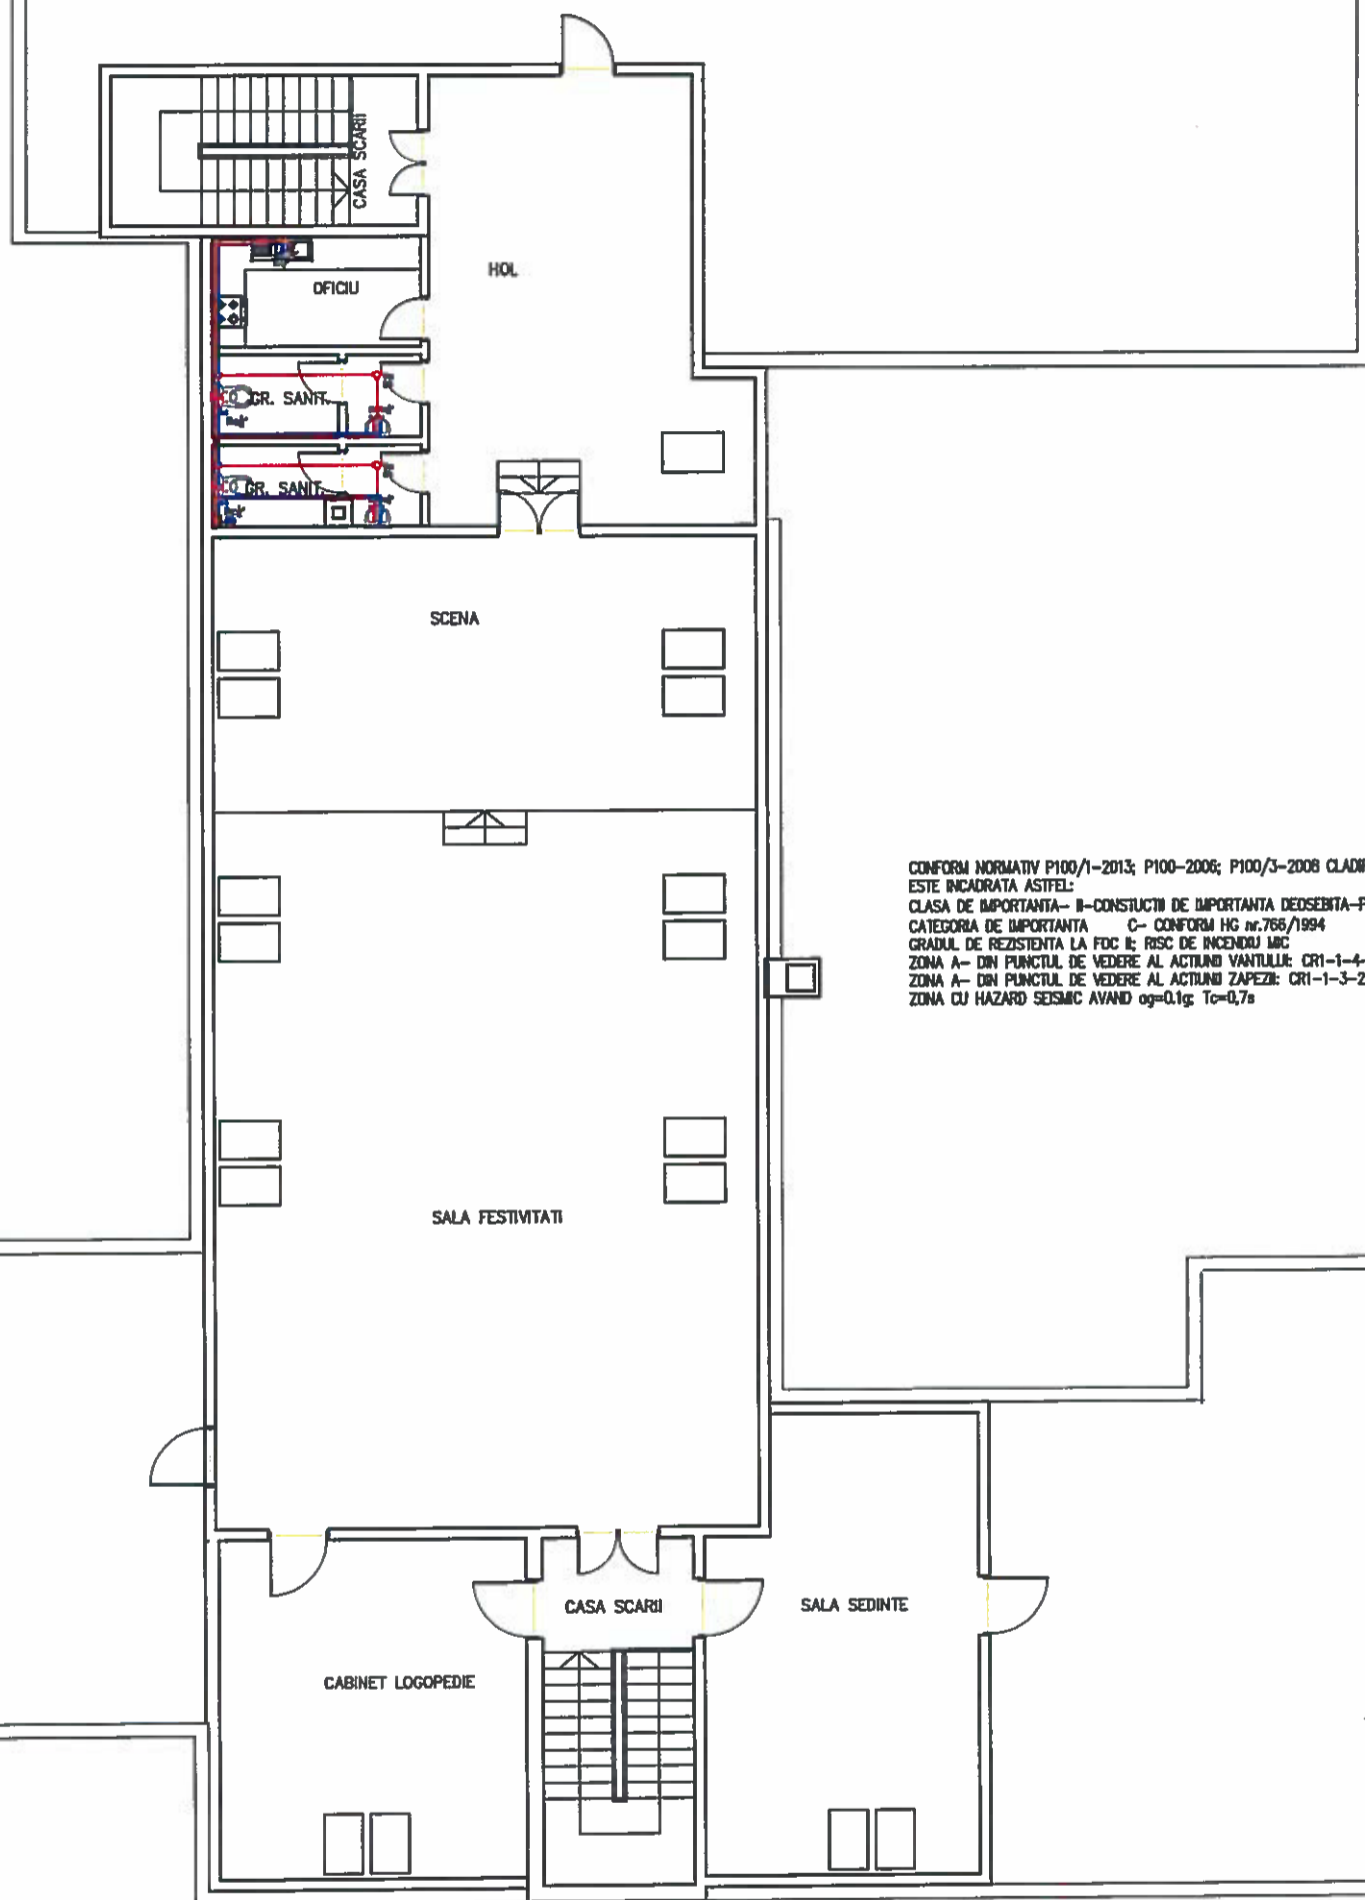 CASA SCARII
HOL
OFICIU
GR. SANIT.
GR. SANIT.
SCENA
CONFORM NORMATIV P100/1-2013; P100-2006; P100/3-2008
ESTE INCADRATA ASTFEL:
CLASA DE IMPORTANTA- II-CONSTUCTII DE IMPORTANTA DEOSEBITA-
CATEGORIA DE IMPORTANTA C- CONFORM HG nr.766/1994
GRADUL DE REZISTENTA LA FOC II; RISC DE INCENDIU MIC
ZONA A- DIN PUNCTUL DE VEDERE AL ACTIUNII VANTULUI: CR1-1-4-
ZONA A- DIN PUNCTUL DE VEDERE AL ACTIUNII ZAPEZII: CR1-1-3-2
ZONA CU HAZARD SEISMIC AVAND ag=0.1g; Tc=0,7s
SALA FESTIVITATI
CASA SCARII
SALA SEDINTE
CABINET LOGOPEDIE